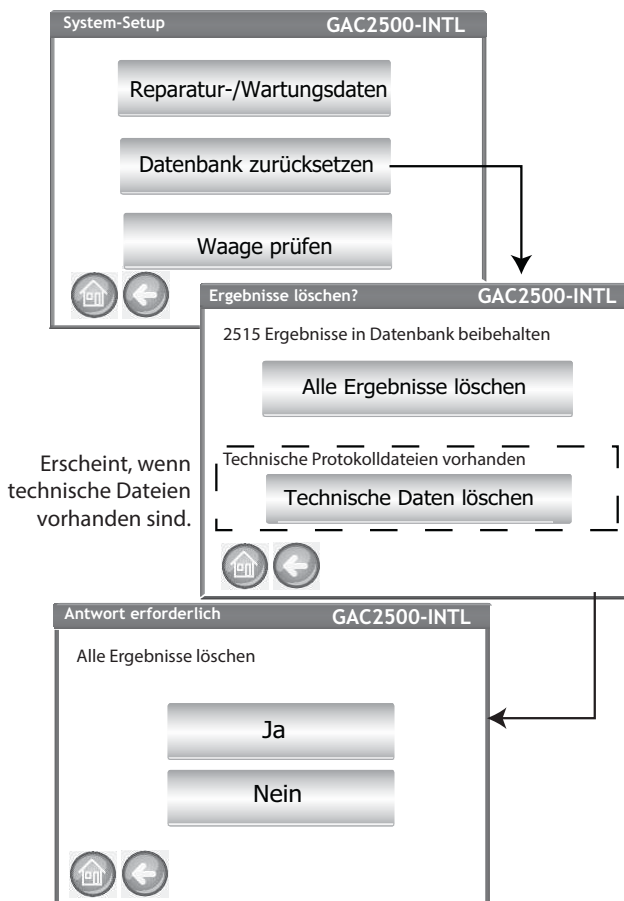 System-Setup GAC2500-INTL
Reparatur-/Wartungsdaten
Datenbank zurücksetzen
Waage prüfen
Ergebnisse löschen? GAC2500-INTL
2515 Ergebnisse in Datenbank beibehalten
Alle Ergebnisse löschen
Erscheint, wenn
technische Dateien
vorhanden sind.
Technische Protokolldateien vorhanden
Technische Daten löschen
Antwort erforderlich GAC2500-INTL
Alle Ergebnisse löschen
Ja
Nein